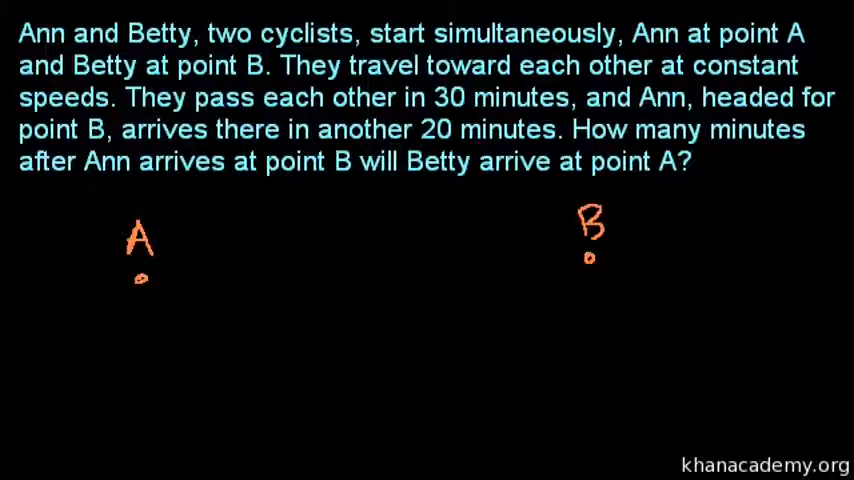 Ann and Betty, two cyclists, start simultaneously, Ann at point A
and Betty at point B. They travel toward each other at constant
speeds. They pass each other in 30 minutes, and Ann, headed for
point B, arrives there in another 20 minutes. How many minutes
after Ann arrives at point B will Betty arrive at point A?
A B
khanacademy.org